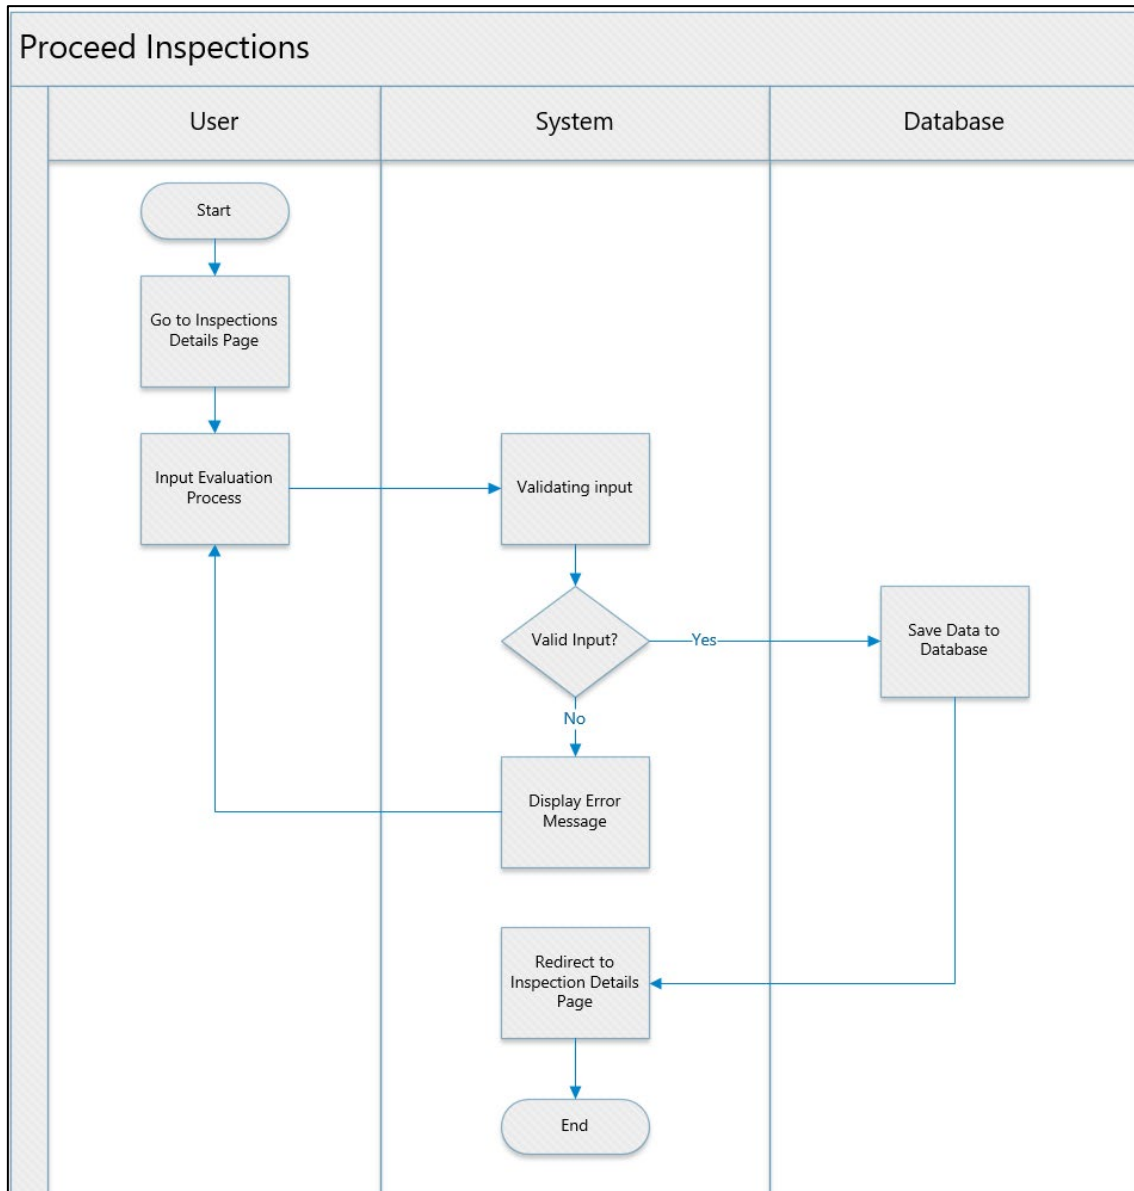 Proceed Inspections
User
System
Database
Start
Go to Inspections
Details Page
Input Evaluation
Process
Validating input
Valid Input?
Yes
Save Data to
Database
No
Display Error
Message
Redirect to
Inspection Details
Page
End